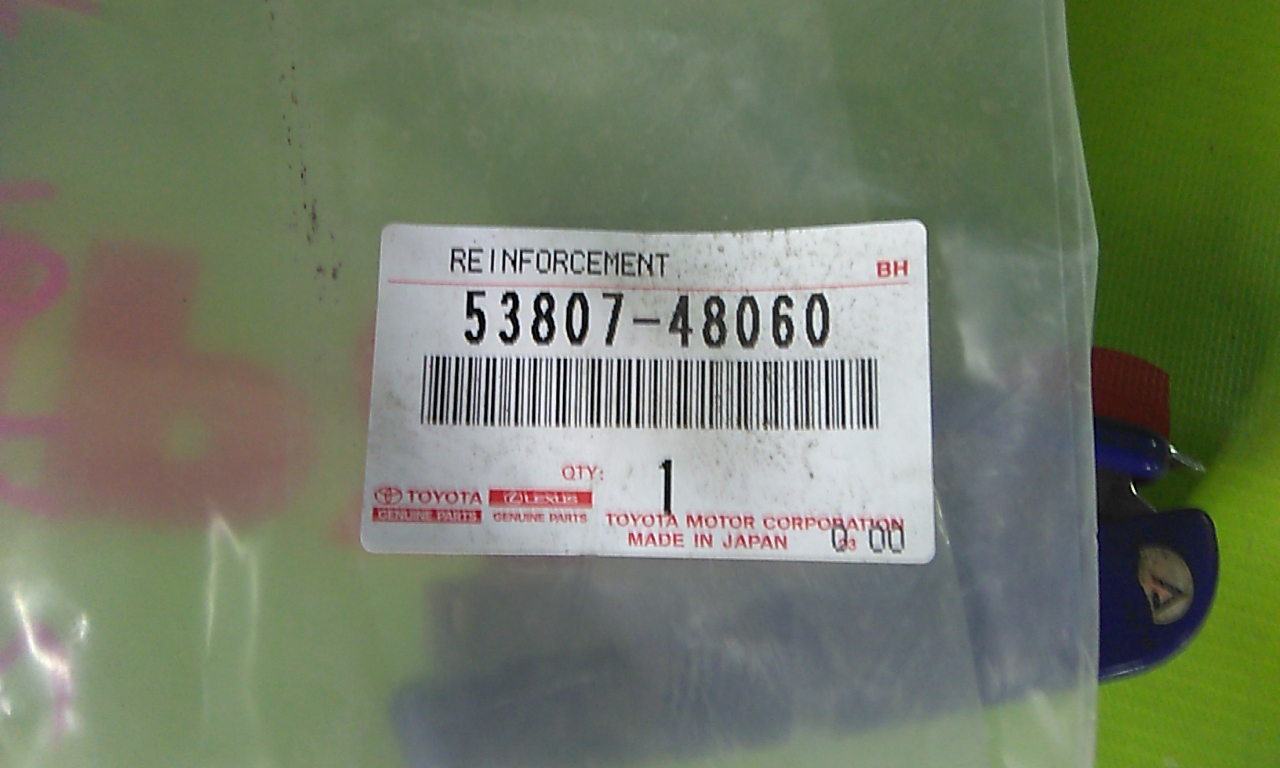 REINFORCEMENT
BH
53807-48060
QTY: 1
TOYOTA LEXUS
GENUINE PARTS GENUINE PARTS
TOYOTA MOTOR CORPORATION
MADE IN JAPAN 0 00